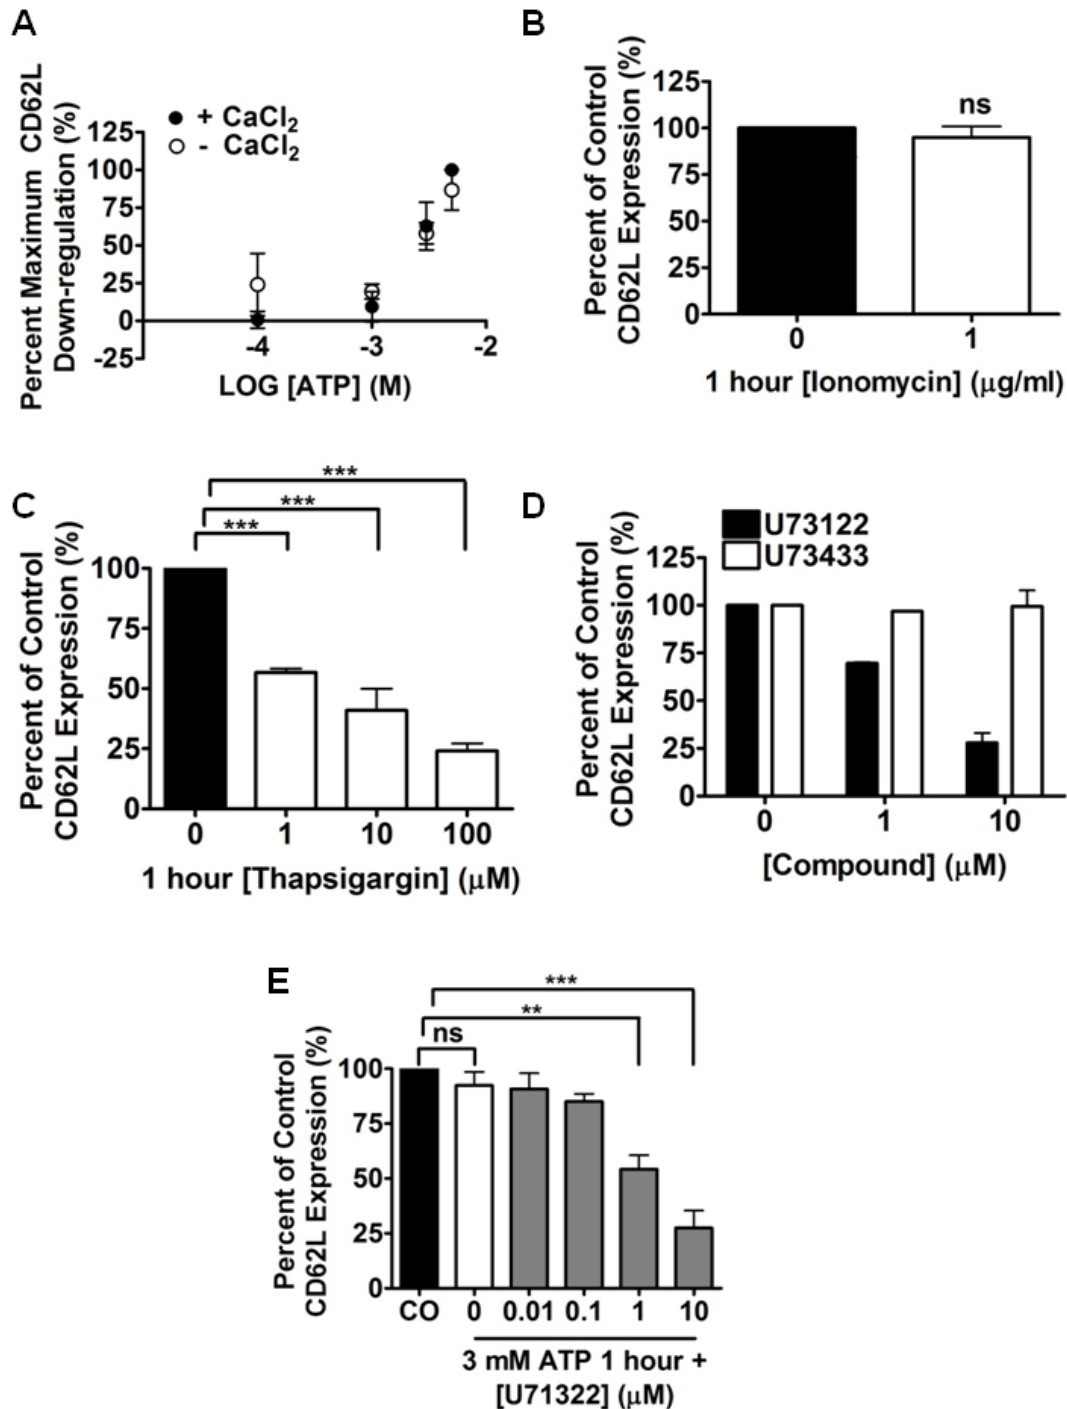 A
Percent Maximum CD62L
Down-regulation (%)
+ CaCl2
- CaCl2
125
100
75
50
25
0
-25
-4
-3
-2
LOG [ATP] (M)
B
Percent of Control
CD62L Expression (%)
125
100
75
50
25
0
ns
0
1
1 hour [Ionomycin] (μg/ml)
C
Percent of Control
CD62L Expression (%)
***
***
***
100
75
50
25
0
0
1
10
100
1 hour [Thapsigargin] (μM)
D
Percent of Control
CD62L Expression (%)
U73122
U73433
125
100
75
50
25
0
0
1
10
[Compound] (μM)
E
Percent of Control
CD62L Expression (%)
***
**
ns
100
75
50
25
0
CO
0
0.01
0.1
1
10
3 mM ATP 1 hour +
[U71322] (μM)